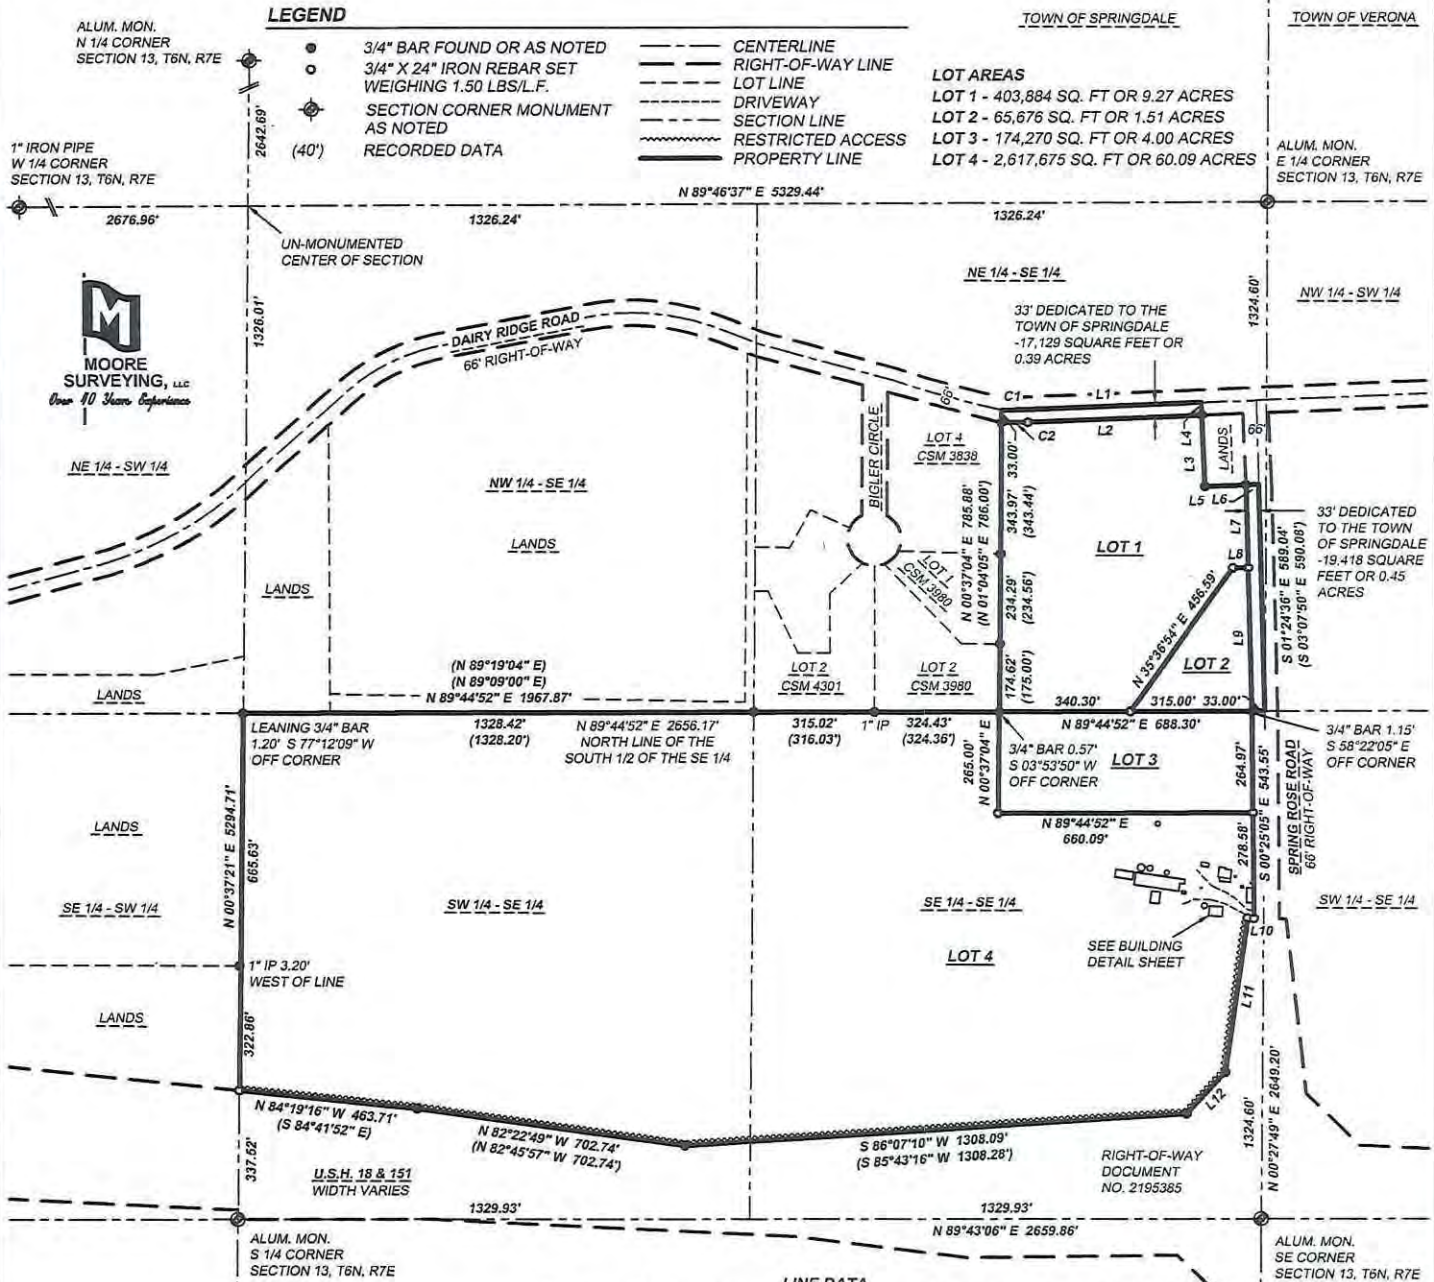 LEGEND
3/4" BAR FOUND OR AS NOTED
3/4" X 24" IRON REBAR SET
WEIGHING 1.50 LBS/L.F.
SECTION CORNER MONUMENT
AS NOTED
(40') RECORDED DATA
CENTERLINE
RIGHT-OF-WAY LINE
LOT LINE
DRIVEWAY
SECTION LINE
RESTRICTED ACCESS
PROPERTY LINE
TOWN OF SPRINGDALE
TOWN OF VERONA
LOT AREAS
LOT 1 - 403,884 SQ. FT OR 9.27 ACRES
LOT 2 - 65,676 SQ. FT OR 1.51 ACRES
LOT 3 - 174,270 SQ. FT OR 4.00 ACRES
LOT 4 - 2,617,675 SQ. FT OR 60.09 ACRES
ALUM. MON.
N 1/4 CORNER
SECTION 13, T6N, R7E
2642.69'
1" IRON PIPE
W 1/4 CORNER
SECTION 13, T6N, R7E
ALUM. MON.
E 1/4 CORNER
SECTION 13, T6N, R7E
N 89°46'37" E 5329.44'
2676.96'
1326.24'
1326.24'
UN-MONUMENTED
CENTER OF SECTION
NE 1/4 - SE 1/4
NW 1/4 - SW 1/4
1326.01'
1324.60'
M
MOORE
SURVEYING, LLC
Over 40 Years Experience
DAIRY RIDGE ROAD
66' RIGHT-OF-WAY
33' DEDICATED TO THE
TOWN OF SPRINGDALE
-17,129 SQUARE FEET OR
0.39 ACRES
66'
C1
L1
C2
L2
L4
L3
LANDS
66'
L5
L6
L7
L8
L9
BIGLER CIRCLE
LOT 4
CSM 3838
33.00'
343.97'
(343.44')
N 00°37'04" E 785.88'
(N 01°04'05" E 786.00')
234.29'
(234.56')
174.62'
(175.00')
NE 1/4 - SW 1/4
NW 1/4 - SE 1/4
LANDS
LANDS
LANDS
LOT 1
CSM 3980
LOT 1
N 35°36'54" E 456.59'
LOT 2
33' DEDICATED
TO THE TOWN
OF SPRINGDALE
-19,418 SQUARE
FEET OR 0.45
ACRES
S 01°24'36" E 589.04'
(S 03°07'50" E 590.08')
(N 89°19'04" E)
(N 89°09'00" E)
N 89°44'52" E 1967.87'
LOT 2
CSM 4301
LOT 2
CSM 3980
340.30'
315.00'
33.00'
N 89°44'52" E 688.30'
LEANING 3/4" BAR
1.20' S 77°12'09" W
OFF CORNER
1328.42'
(1328.20')
N 89°44'52" E 2656.17'
NORTH LINE OF THE
SOUTH 1/2 OF THE SE 1/4
315.02'
(316.03')
1" IP
324.43'
(324.36')
265.00'
N 00°37'04" E
3/4" BAR 0.57'
S 03°53'50" W
OFF CORNER
LOT 3
264.97'
3/4" BAR 1.15'
S 58°22'05" E
OFF CORNER
N 89°44'52" E
660.09'
278.58'
S 00°25'05" E 543.55'
SPRING ROSE ROAD
66' RIGHT-OF-WAY
LANDS
N 00°37'21" E 5294.71'
665.63'
SE 1/4 - SW 1/4
SW 1/4 - SE 1/4
SE 1/4 - SE 1/4
SW 1/4 - SE 1/4
LOT 4
SEE BUILDING
DETAIL SHEET
L10
L11
L12
1" IP 3.20'
WEST OF LINE
LANDS
322.86'
N 84°19'16" W 463.71'
(S 84°41'52" E)
N 82°22'49" W 702.74'
(N 82°45'57" W 702.74')
S 86°07'10" W 1308.09'
(S 85°43'16" W 1308.28')
RIGHT-OF-WAY
DOCUMENT
NO. 2195385
1324.60'
N 00°27'49" E 2649.20'
337.52'
U.S.H. 18 & 151
WIDTH VARIES
1329.93'
1329.93'
N 89°43'06" E 2659.86'
ALUM. MON.
S 1/4 CORNER
SECTION 13, T6N, R7E
ALUM. MON.
SE CORNER
SECTION 13, T6N, R7E
LINE DATA